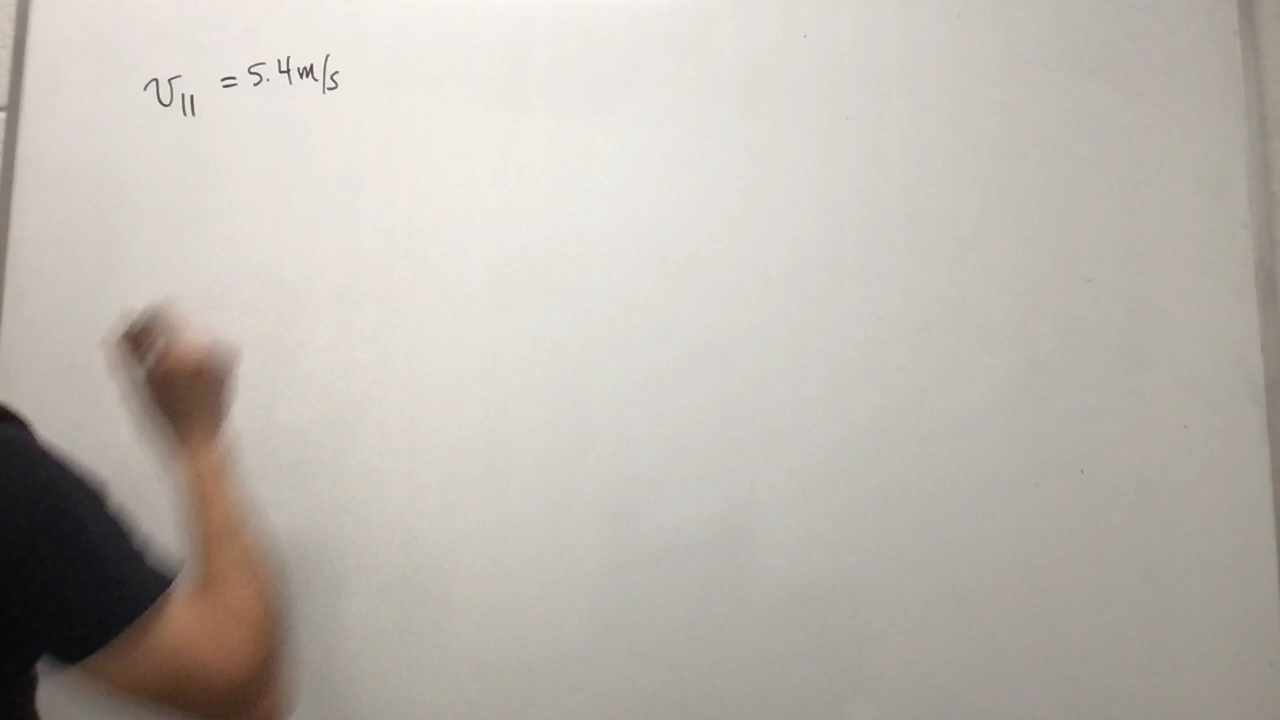 v₁₁ = 5.4 m/s